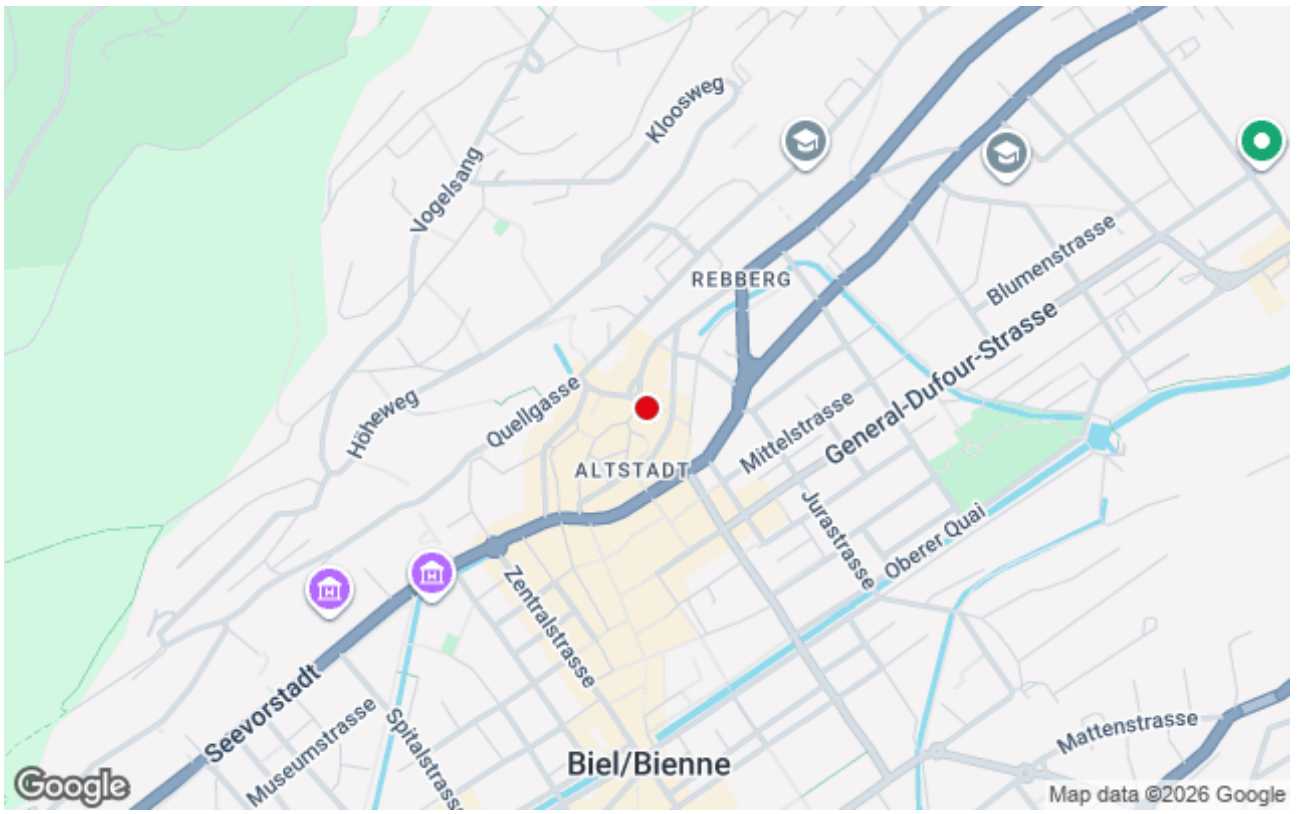 Kloosweg
Vogelsang
REBBERG
Blumenstrasse
General-Dufour-Strasse
Höheweg
Quellgasse
Mittelstrasse
ALTSTADT
Jurastrasse
Oberer Quai
Zentralstrasse
Seevorstadt
Museumstrasse
Spitalstrasse
Mattenstrasse
Biel/Bienne
Google
Map data ©2026 Google